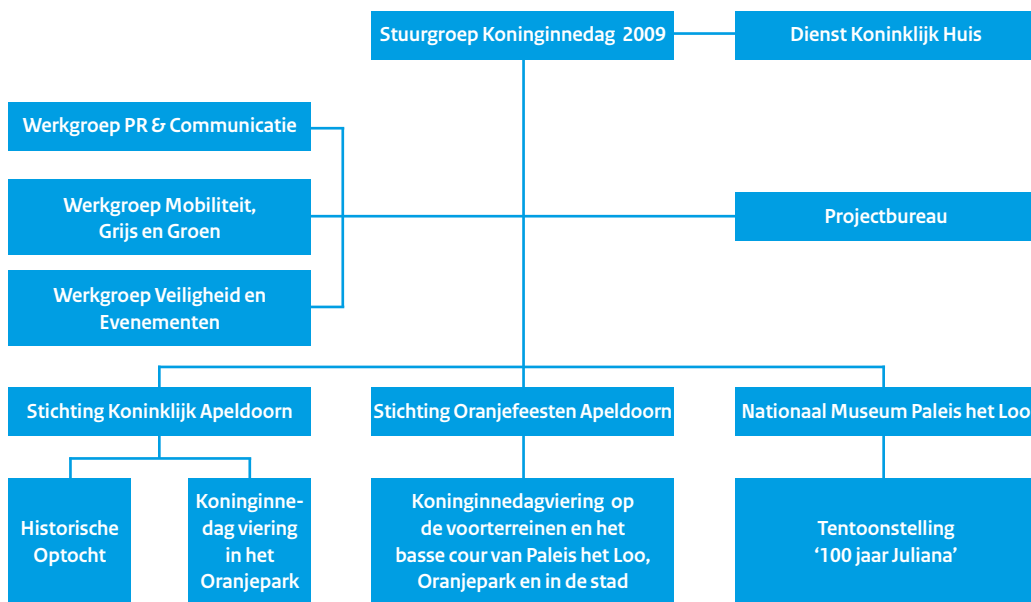 Stuurgroep Koninginnedag 2009
Dienst Koninklijk Huis
Werkgroep PR & Communicatie
Werkgroep Mobiliteit,
Grijs en Groen
Projectbureau
Werkgroep Veiligheid en
Evenementen
Stichting Koninklijk Apeldoorn
Stichting Oranjefeesten Apeldoorn
Nationaal Museum Paleis het Loo
Historische
Optocht
Koninginne-
dag viering
in het
Oranjepark
Koninginnedagviering op
de voorterreinen en het
basse cour van Paleis het Loo,
Oranjepark en in de stad
Tentoonstelling
‘100 jaar Juliana’